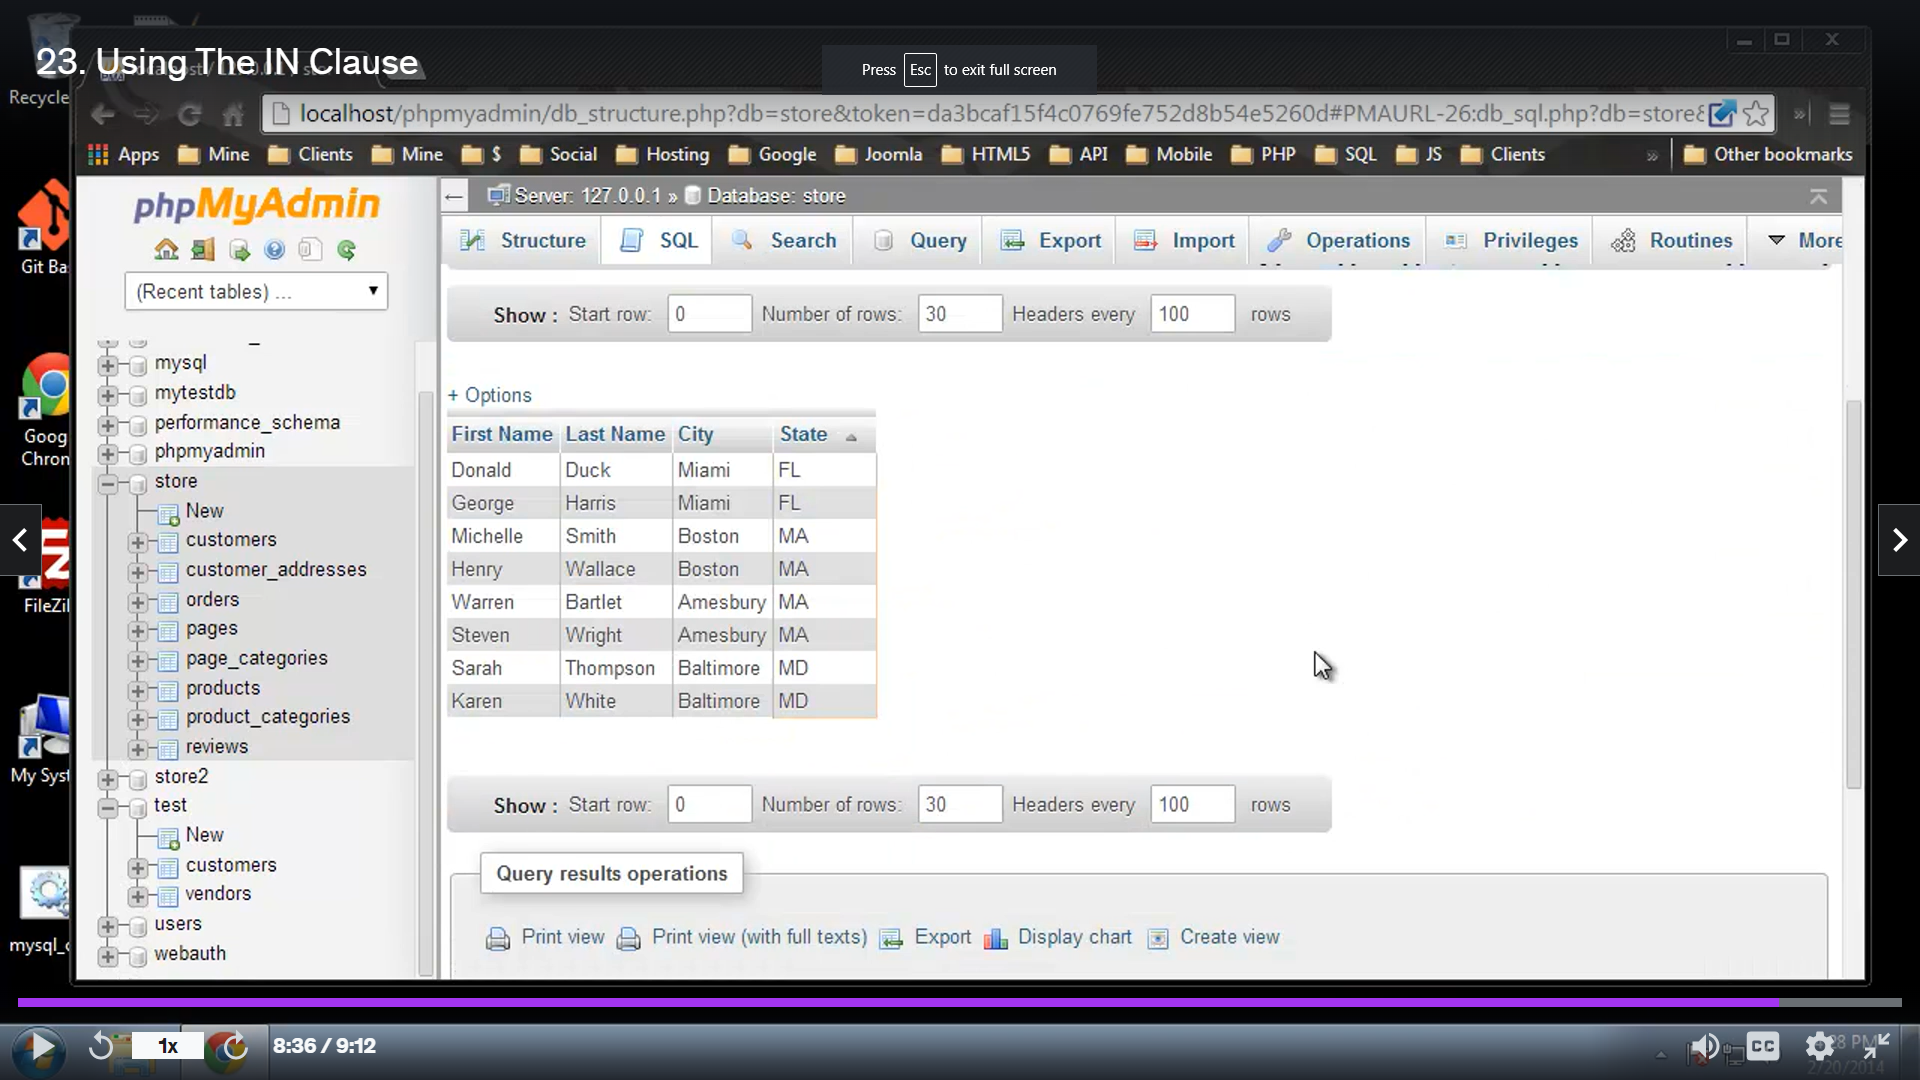 23. Using The IN Clause
Press Esc to exit full screen
Recycle
localhost/phpmyadmin/db_structure.php?db=store&token=da3bcaf15f4c0769fe752d8b54e5260d#PMAURL-26:db_sql.php?db=store&
Apps Mine Clients Mine $ Social Hosting Google Joomla HTML5 API Mobile PHP SQL JS Clients » Other bookmarks
phpMyAdmin
Server: 127.0.0.1 » Database: store
Structure SQL Search Query Export Import Operations Privileges Routines More
(Recent tables) ...
Git Ba
Goog
Chron
FileZil
My Syst
mysql_
mysql
mytestdb
performance_schema
phpmyadmin
store
New
customers
customer_addresses
orders
pages
page_categories
products
product_categories
reviews
store2
test
New
customers
vendors
users
webauth
Show : Start row: 0 Number of rows: 30 Headers every 100 rows
+ Options
First Name Last Name City State
Donald Duck Miami FL
George Harris Miami FL
Michelle Smith Boston MA
Henry Wallace Boston MA
Warren Bartlet Amesbury MA
Steven Wright Amesbury MA
Sarah Thompson Baltimore MD
Karen White Baltimore MD
Show : Start row: 0 Number of rows: 30 Headers every 100 rows
Query results operations
Print view Print view (with full texts) Export Display chart Create view
1x 8:36 / 9:12 CC
28 PM
2/20/2014